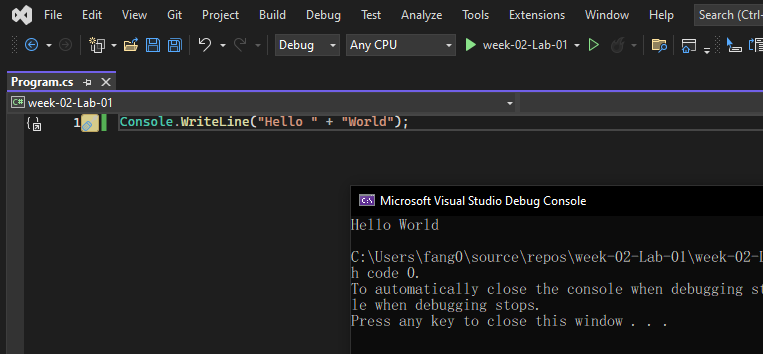 File Edit View Git Project Build Debug Test Analyze Tools Extensions Window Help Search (Ctrl-
Debug Any CPU week-02-Lab-01
Program.cs
C# week-02-Lab-01
1 Console.WriteLine("Hello " + "World");
C:\ Microsoft Visual Studio Debug Console
Hello World
C:\Users\fang0\source\repos\week-02-Lab-01\week-02-L
h code 0.
To automatically close the console when debugging st
le when debugging stops.
Press any key to close this window . . .